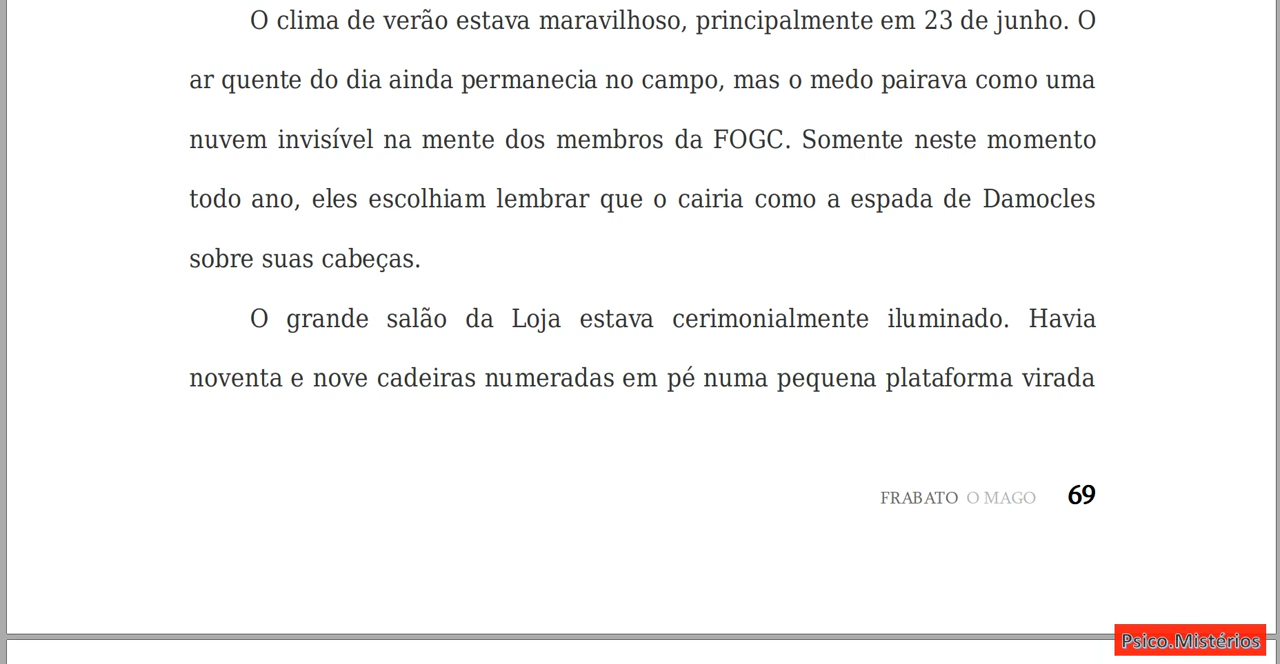 O clima de verão estava maravilhoso, principalmente em 23 de junho. O
ar quente do dia ainda permanecia no campo, mas o medo pairava como uma
nuvem invisível na mente dos membros da FOGC. Somente neste momento
todo ano, eles escolhiam lembrar que o cairia como a espada de Damocles
sobre suas cabeças.
O grande salão da Loja estava cerimonialmente iluminado. Havia
noventa e nove cadeiras numeradas em pé numa pequena plataforma virada
FRABATO O MAGO 69
Psico.Mistérios